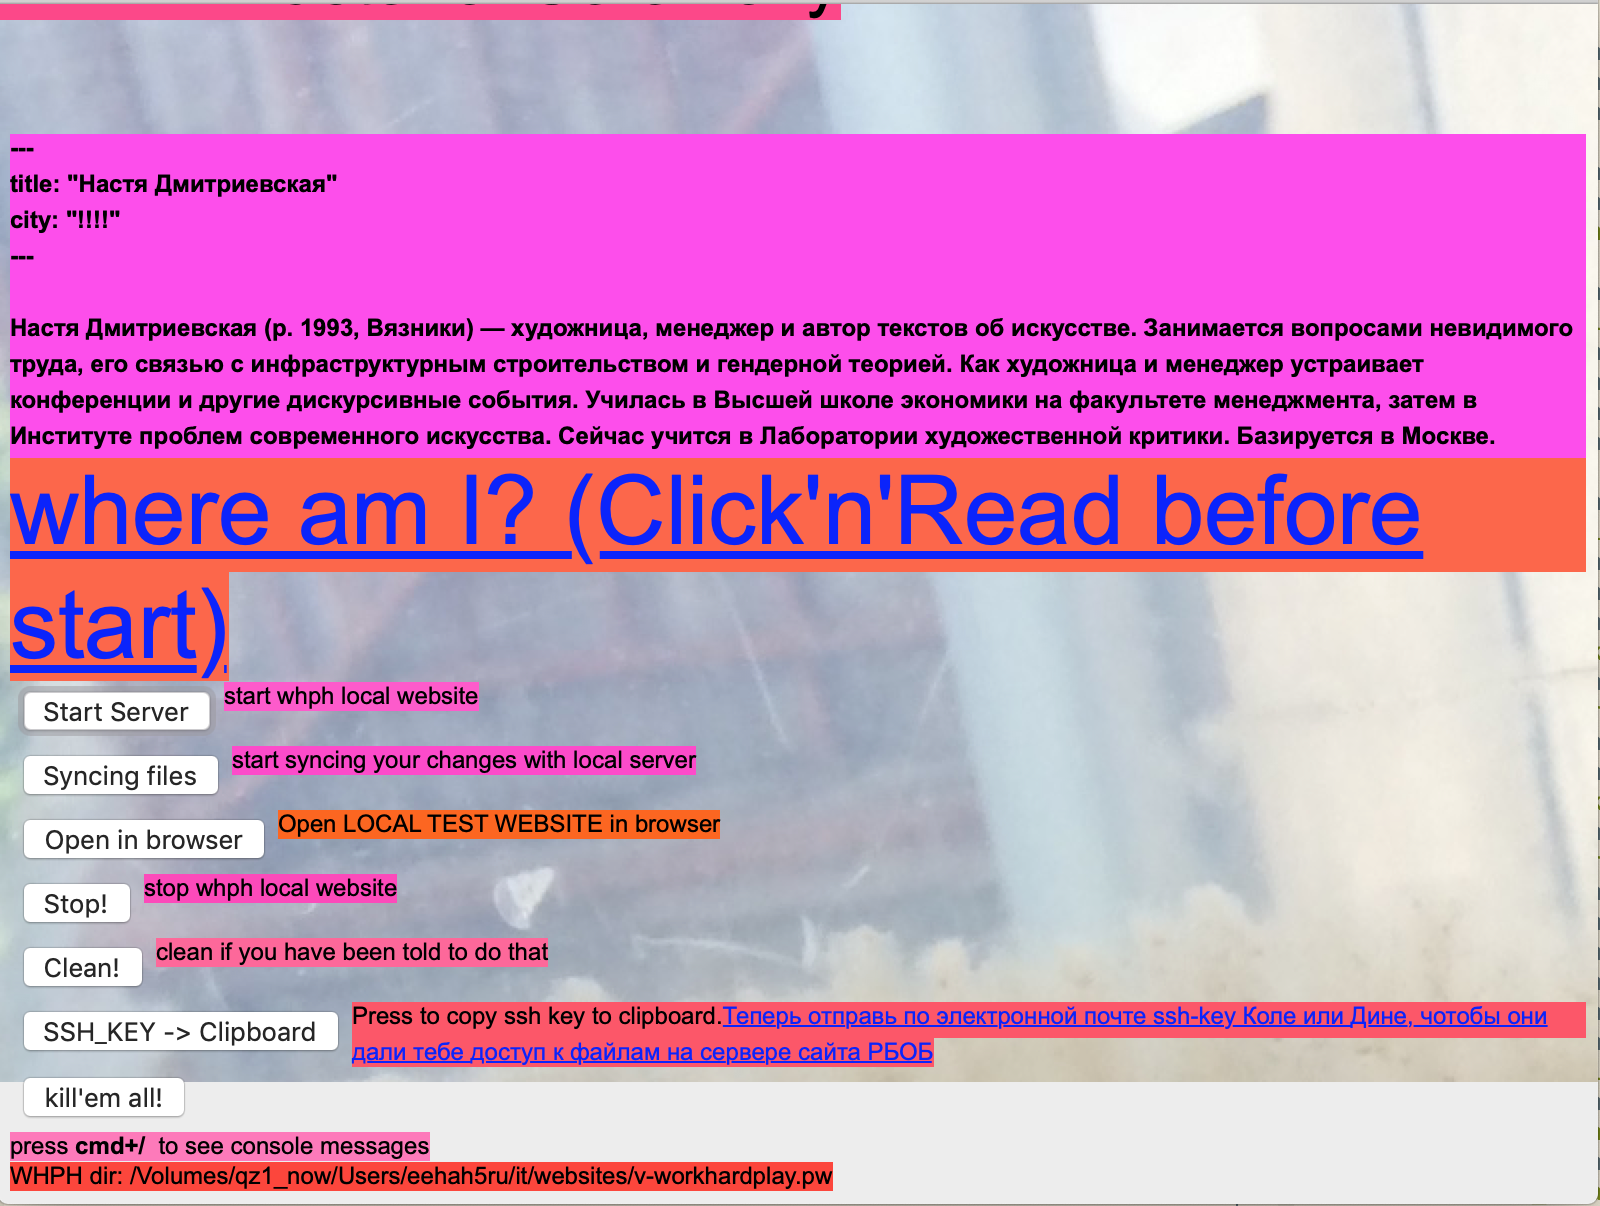 ---
title: "Настя Дмитриевская"
city: "!!!!"
---
Настя Дмитриевская (р. 1993, Вязники) — художница, менеджер и автор текстов об искусстве. Занимается вопросами невидимого
труда, его связью с инфраструктурным строительством и гендерной теорией. Как художница и менеджер устраивает
конференции и другие дискурсивные события. Училась в Высшей школе экономики на факультете менеджмента, затем в
Институте проблем современного искусства. Сейчас учится в Лаборатории художественной критики. Базируется в Москве.
where am I? (Click'n'Read before
start)
Start Server start whph local website
Syncing files start syncing your changes with local server
Open in browser Open LOCAL TEST WEBSITE in browser
Stop! stop whph local website
Clean! clean if you have been told to do that
SSH_KEY -> Clipboard Press to copy ssh key to clipboard.Теперь отправь по электронной почте ssh-key Коле или Дине, чотобы они
дали тебе доступ к файлам на сервере сайта РБОБ
kill'em all!
press cmd+/ to see console messages
WHPH dir: /Volumes/qz1_now/Users/eehah5ru/it/websites/v-workhardplay.pw